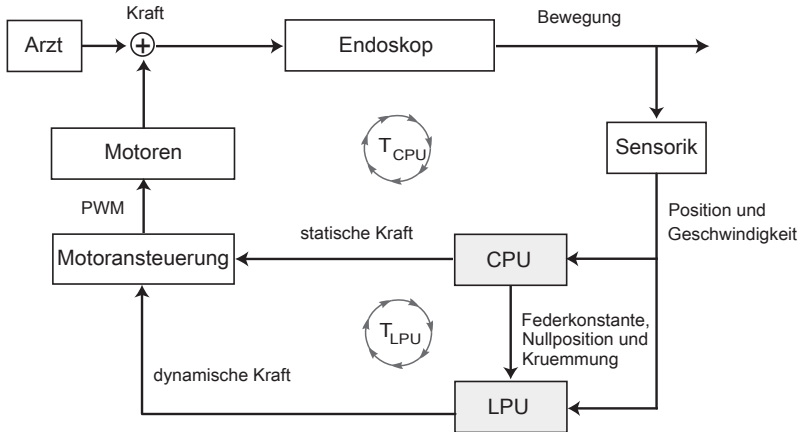 Kraft
Bewegung
Arzt
+
Endoskop
Motoren
T CPU
Sensorik
PWM
Position und
Geschwindigkeit
statische Kraft
Motoransteuerung
CPU
T LPU
Federkonstante,
Nullposition und
Kruemmung
dynamische Kraft
LPU